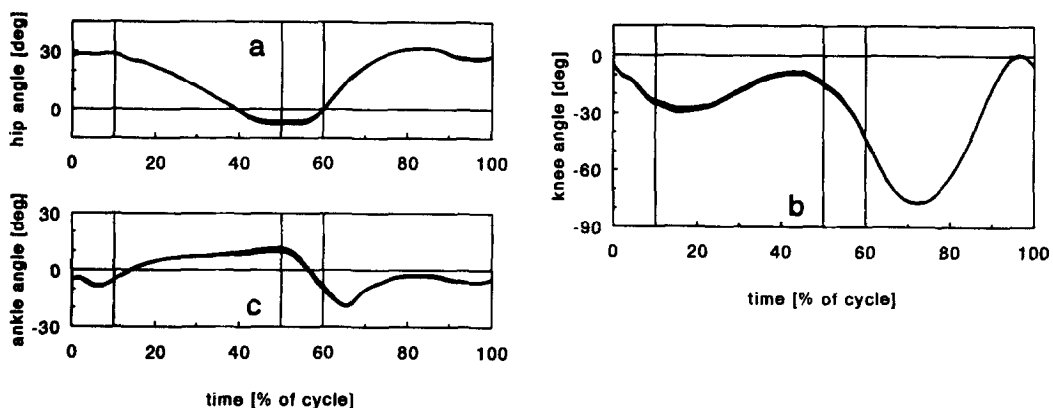 hip angle [deg]
30
0
a
0 20 40 60 80 100
ankle angle [deg]
30
0
-30
c
0 20 40 60 80 100
time [% of cycle]
knee angle [deg]
0
-30
-60
-90
b
0 20 40 60 80 100
time [% of cycle]